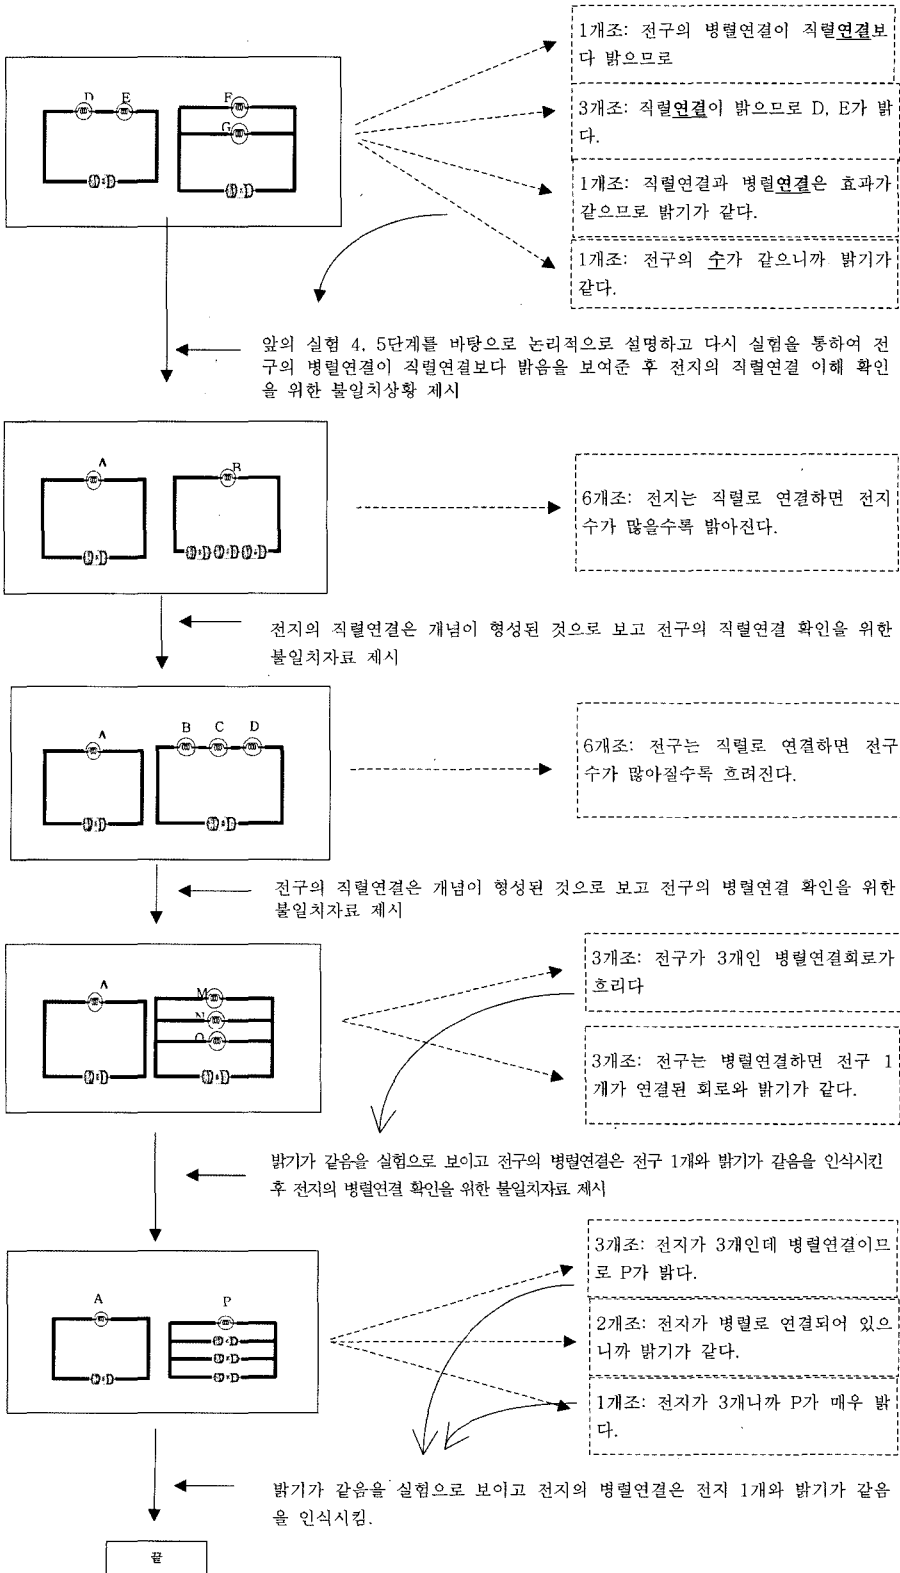 1개조: 전구의 병렬연결이 직렬연결보
다 밝으므로
D E
F
G
3개조: 직렬연결이 밝으므로 D, E가 밝
다.
1개조: 직렬연결과 병렬연결은 효과가
같으므로 밝기가 같다.
1개조: 전구의 수가 같으니까 밝기가
같다.
앞의 실험 4, 5단계를 바탕으로 논리적으로 설명하고 다시 실험을 통하여 전
구의 병렬연결이 직렬연결보다 밝음을 보여준 후 전지의 직렬연결 이해 확인
을 위한 불일치상황 제시
A B
6개조: 전지는 직렬로 연결하면 전지
수가 많을수록 밝아진다.
전지의 직렬연결은 개념이 형성된 것으로 보고 전구의 직렬연결 확인을 위한
불일치자료 제시
A B C D
6개조: 전구는 직렬로 연결하면 전구
수가 많아질수록 흐려진다.
전구의 직렬연결은 개념이 형성된 것으로 보고 전구의 병렬연결 확인을 위한
불일치자료 제시
A M
N
O
3개조: 전구가 3개인 병렬연결회로가
흐리다
3개조: 전구는 병렬연결하면 전구 1
개가 연결된 회로와 밝기가 같다.
밝기가 같음을 실험으로 보이고 전구의 병렬연결은 전구 1개와 밝기가 같음을 인식시킨
후 전지의 병렬연결 확인을 위한 불일치자료 제시
A P
3개조: 전지가 3개인데 병렬연결이므
로 P가 밝다.
2개조: 전지가 병렬로 연결되어 있으
니까 밝기가 같다.
1개조: 전지가 3개니까 P가 매우 밝
다.
밝기가 같음을 실험으로 보이고 전지의 병렬연결은 전지 1개와 밝기가 같음
을 인식시킴.
끝